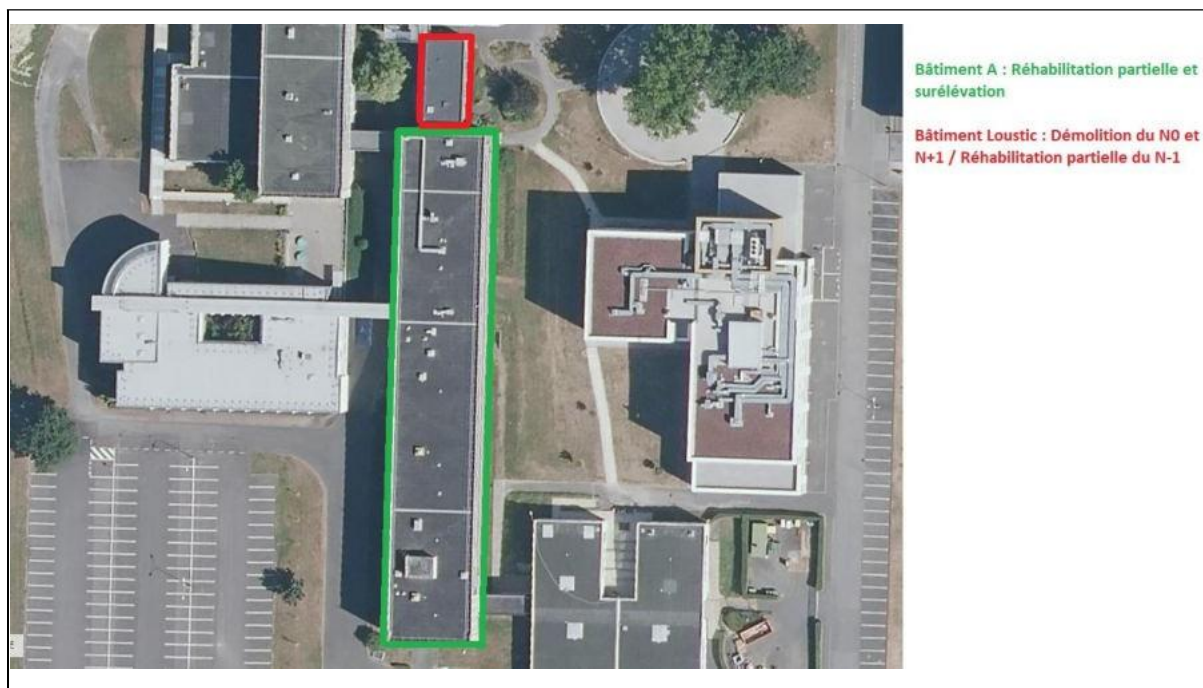 Bâtiment A : Réhabilitation partielle et
surélévation
Bâtiment Loustic : Démolition du N0 et
N+1 / Réhabilitation partielle du N-1
E